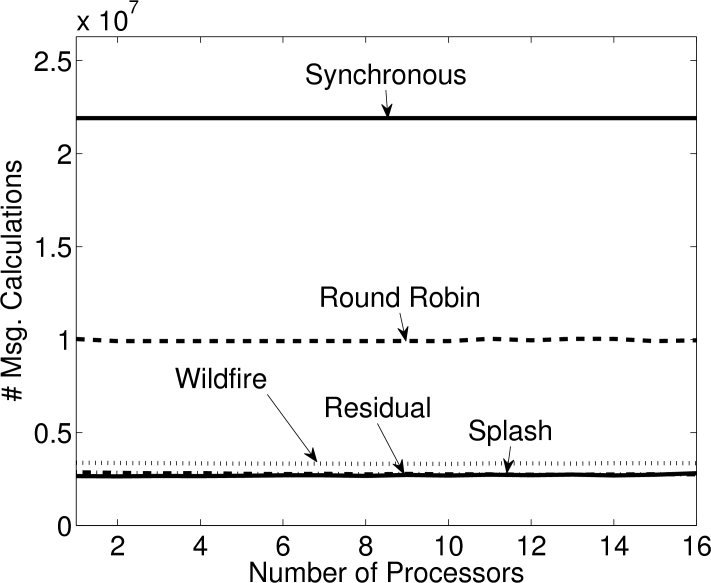 x 10^7
2.5
Synchronous
2
1.5
Round Robin
1
Wildfire
Residual
0.5
Splash
0
2 4 6 8 10 12 14 16
Number of Processors
# Msg. Calculations